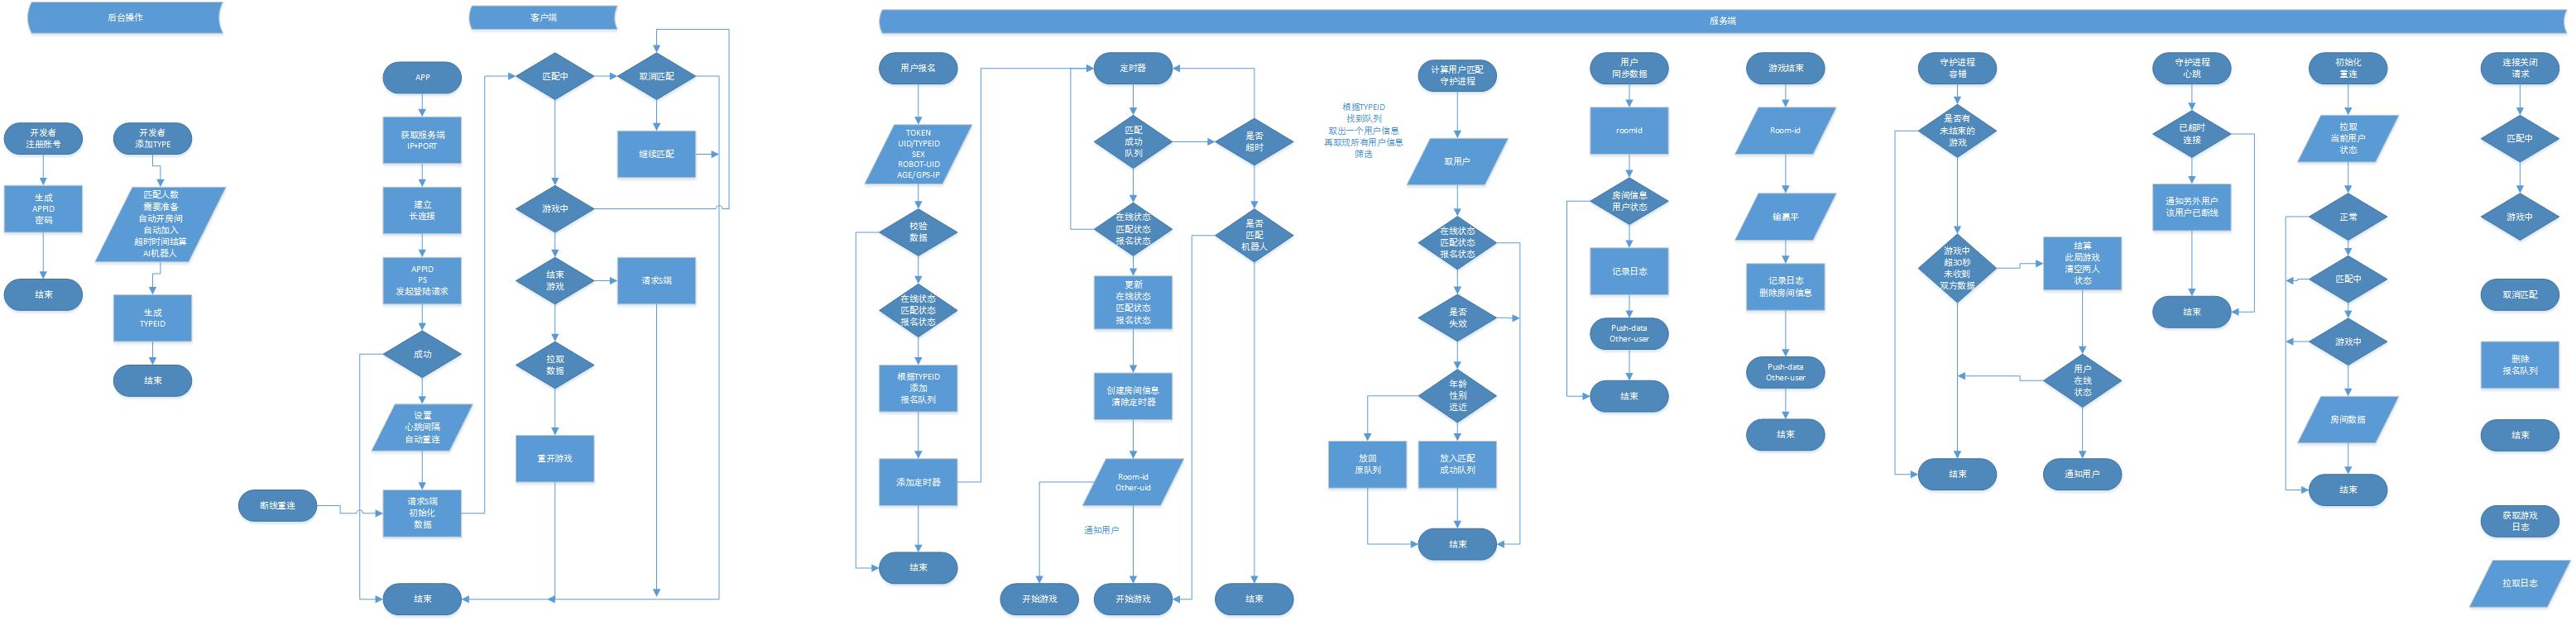 后台操作
客户端
服务端
开发者
注册账号
生成
APPID
密码
结束
开发者
添加TYPE
匹配人数
需要准备
自动开房间
自动加入
超时时间结算
AI机器人
生成
TYPEID
结束
断线重连
APP
获取服务端
IP+PORT
建立
长连接
APPID
PS
发起登陆请求
成功
设置
心跳间隔
自动重连
请求S端
初始化
数据
结束
匹配中
游戏中
结束
游戏
拉取
数据
重开游戏
取消匹配
继续匹配
请求S端
用户报名
TOKEN
UID/TYPEID
SEX
ROBOT-UID
AGE/GPS-IP
校验
数据
在线状态
匹配状态
报名状态
根据TYPEID
添加
报名队列
添加定时器
结束
定时器
匹配
成功
队列
在线状态
匹配状态
报名状态
更新
在线状态
匹配状态
报名状态
创建房间信息
清除定时器
Room-id
Other-uid
通知用户
开始游戏
开始游戏
是否
超时
是否
匹配
机器人
结束
根据TYPEID
找到队列
取出一个用户信息
再取现所有用户信息
筛选
计算用户匹配
守护进程
取用户
在线状态
匹配状态
报名状态
是否
失效
年龄
性别
远近
放回
原队列
放入匹配
成功队列
结束
用户
同步数据
roomId
房间信息
用户状态
记录日志
Push-data
Other-user
结束
游戏结束
Room-id
输赢平
记录日志
删除房间信息
Push-data
Other-user
结束
守护进程
容错
是否有
未结束的
游戏
游戏中
超30秒
未收到
双方数据
结束
结算
此局游戏
清空两人
状态
用户
在线
状态
通知用户
守护进程
心跳
已超时
连接
通知另外用户
该用户已断线
结束
初始化
重连
拉取
当前用户
状态
正常
匹配中
游戏中
房间数据
结束
连接关闭
请求
匹配中
游戏中
取消匹配
删除
报名队列
结束
获取游戏
日志
拉取日志